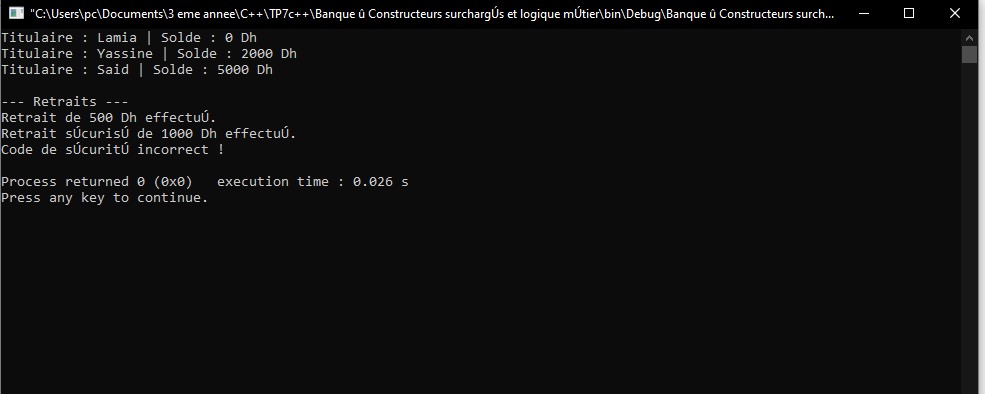 "C:\Users\pc\Documents\3 eme annee\C++\TP7c++\Banque û Constructeurs surchargÚs et logique mÚtier\bin\Debug\Banque û Constructeurs surch...
Titulaire : Lamia | Solde : 0 Dh
Titulaire : Yassine | Solde : 2000 Dh
Titulaire : Said | Solde : 5000 Dh
--- Retraits ---
Retrait de 500 Dh effectuÚ.
Retrait sÚcurisÚ de 1000 Dh effectuÚ.
Code de sÚcuritÚ incorrect !
Process returned 0 (0x0)   execution time : 0.026 s
Press any key to continue.